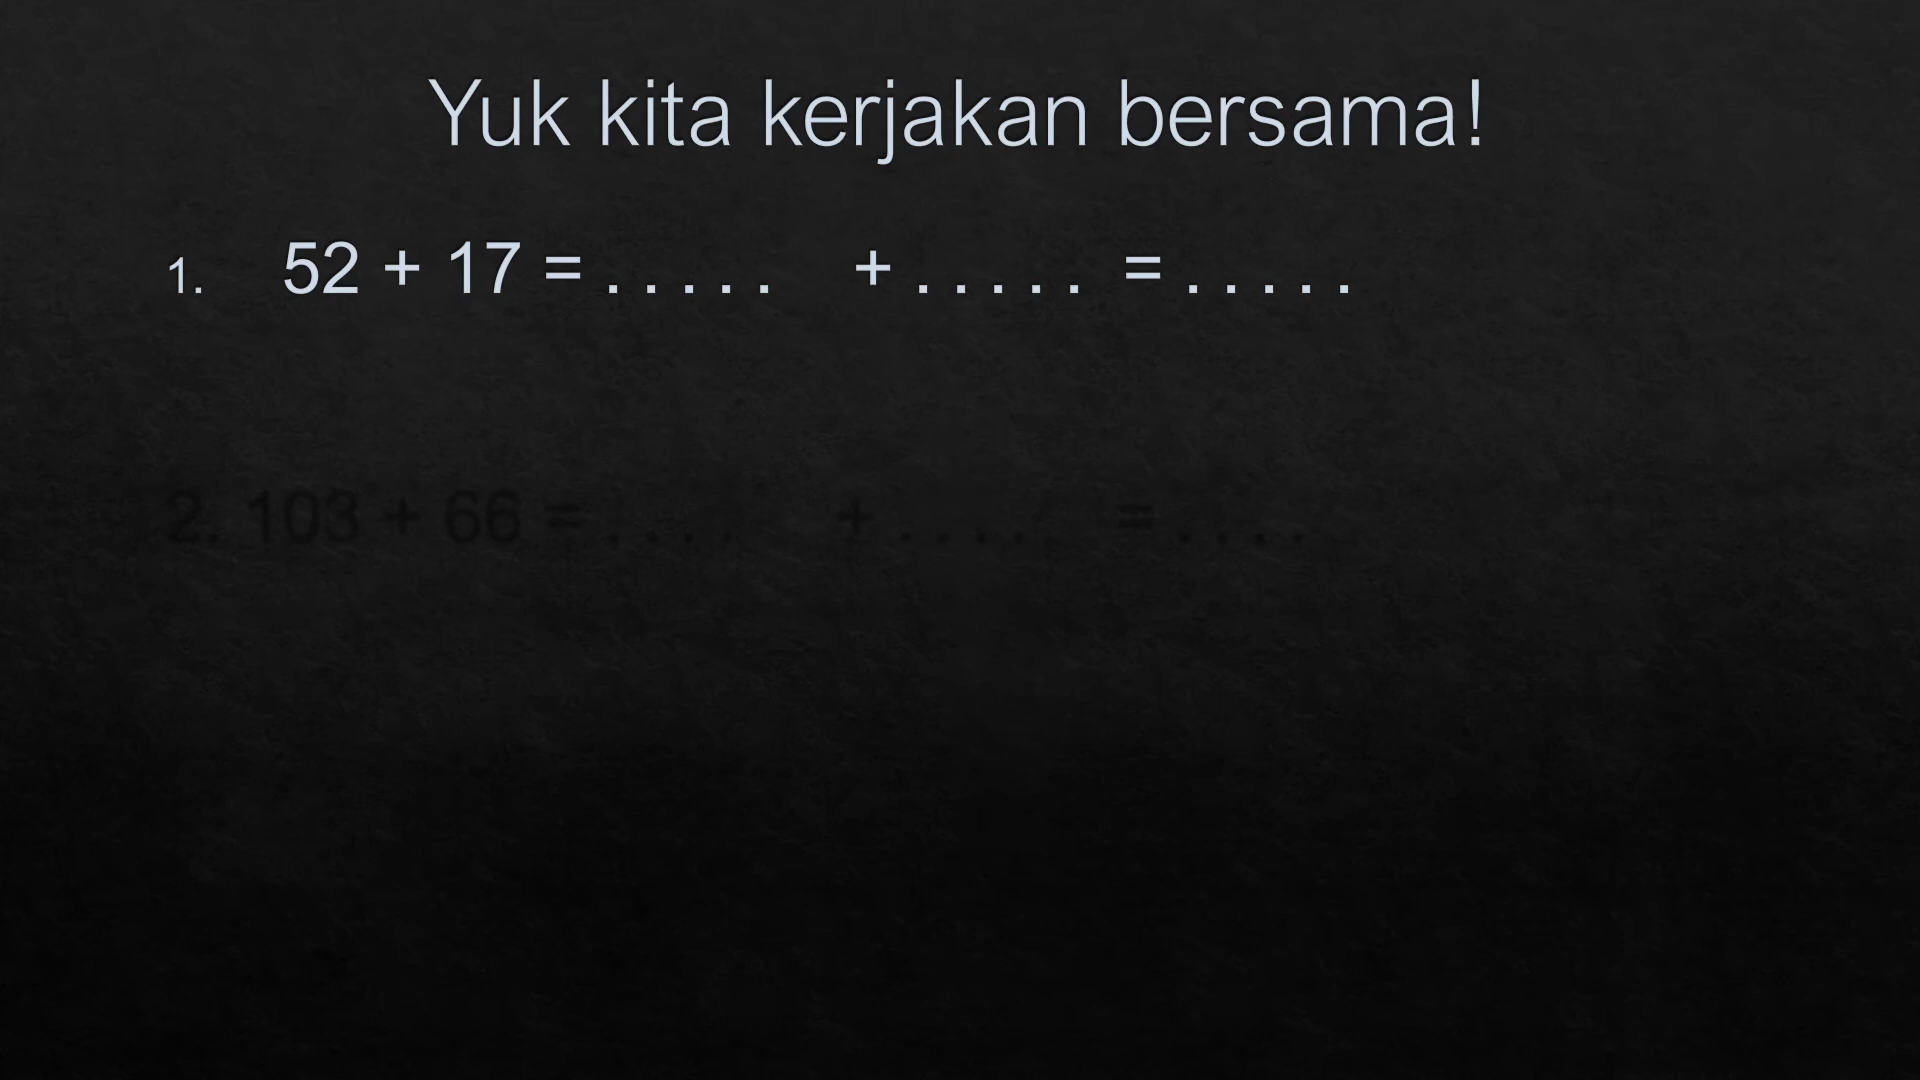 Yuk kita kerjakan bersama!
1. 52 + 17 = . . . . . + . . . . . = . . . . .
2. 103 + 66 = . . . . + . . . . = . . . .